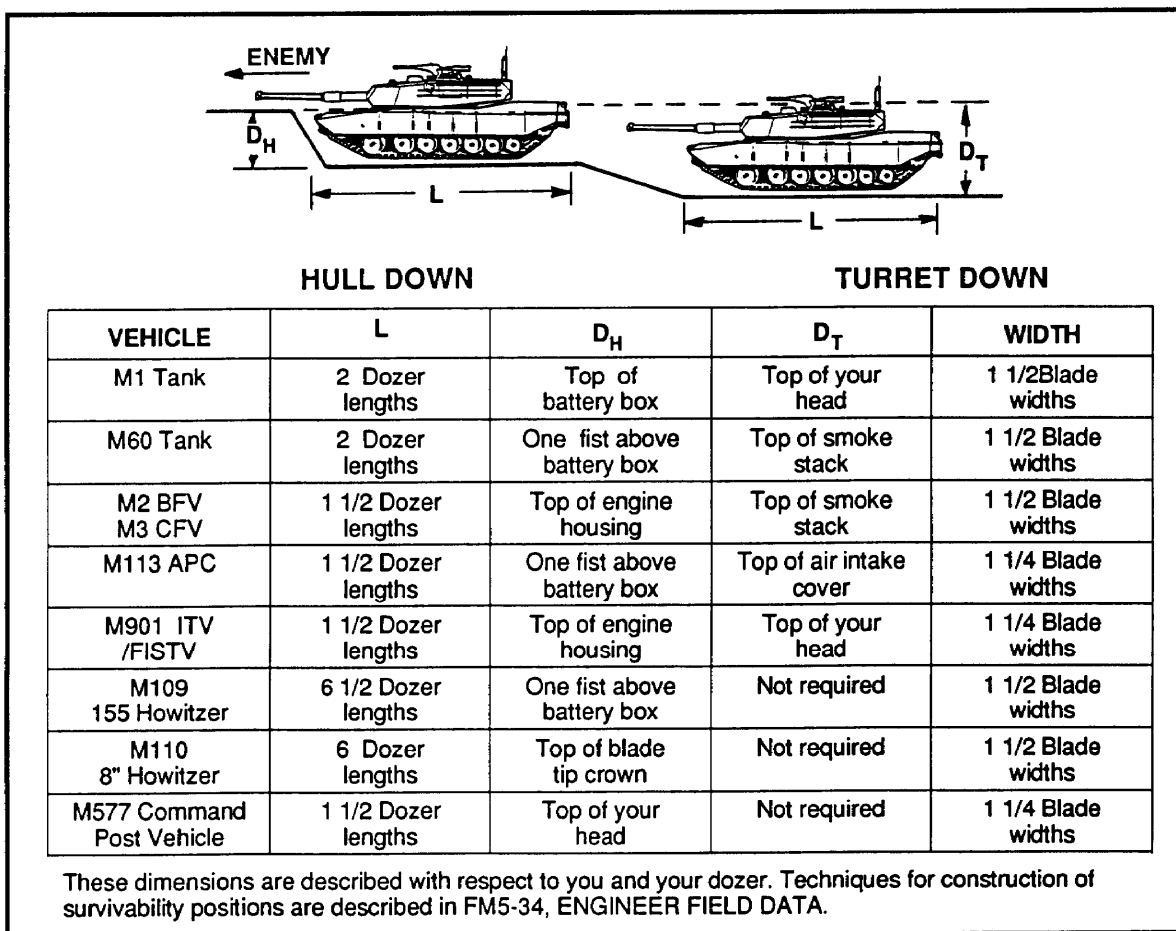 ENEMY
D_H
L
D_T
L
HULL DOWN
TURRET DOWN
VEHICLE L D_H D_T WIDTH
M1 Tank 2 Dozer lengths Top of battery box Top of your head 1 1/2Blade widths
M60 Tank 2 Dozer lengths One fist above battery box Top of smoke stack 1 1/2 Blade widths
M2 BFV M3 CFV 1 1/2 Dozer lengths Top of engine housing Top of smoke stack 1 1/2 Blade widths
M113 APC 1 1/2 Dozer lengths One fist above battery box Top of air intake cover 1 1/4 Blade widths
M901 ITV /FISTV 1 1/2 Dozer lengths Top of engine housing Top of your head 1 1/4 Blade widths
M109 155 Howitzer 6 1/2 Dozer lengths One fist above battery box Not required 1 1/2 Blade widths
M110 8" Howitzer 6 Dozer lengths Top of blade tip crown Not required 1 1/2 Blade widths
M577 Command Post Vehicle 1 1/2 Dozer lengths Top of your head Not required 1 1/4 Blade widths
These dimensions are described with respect to you and your dozer. Techniques for construction of
survivability positions are described in FM5-34, ENGINEER FIELD DATA.